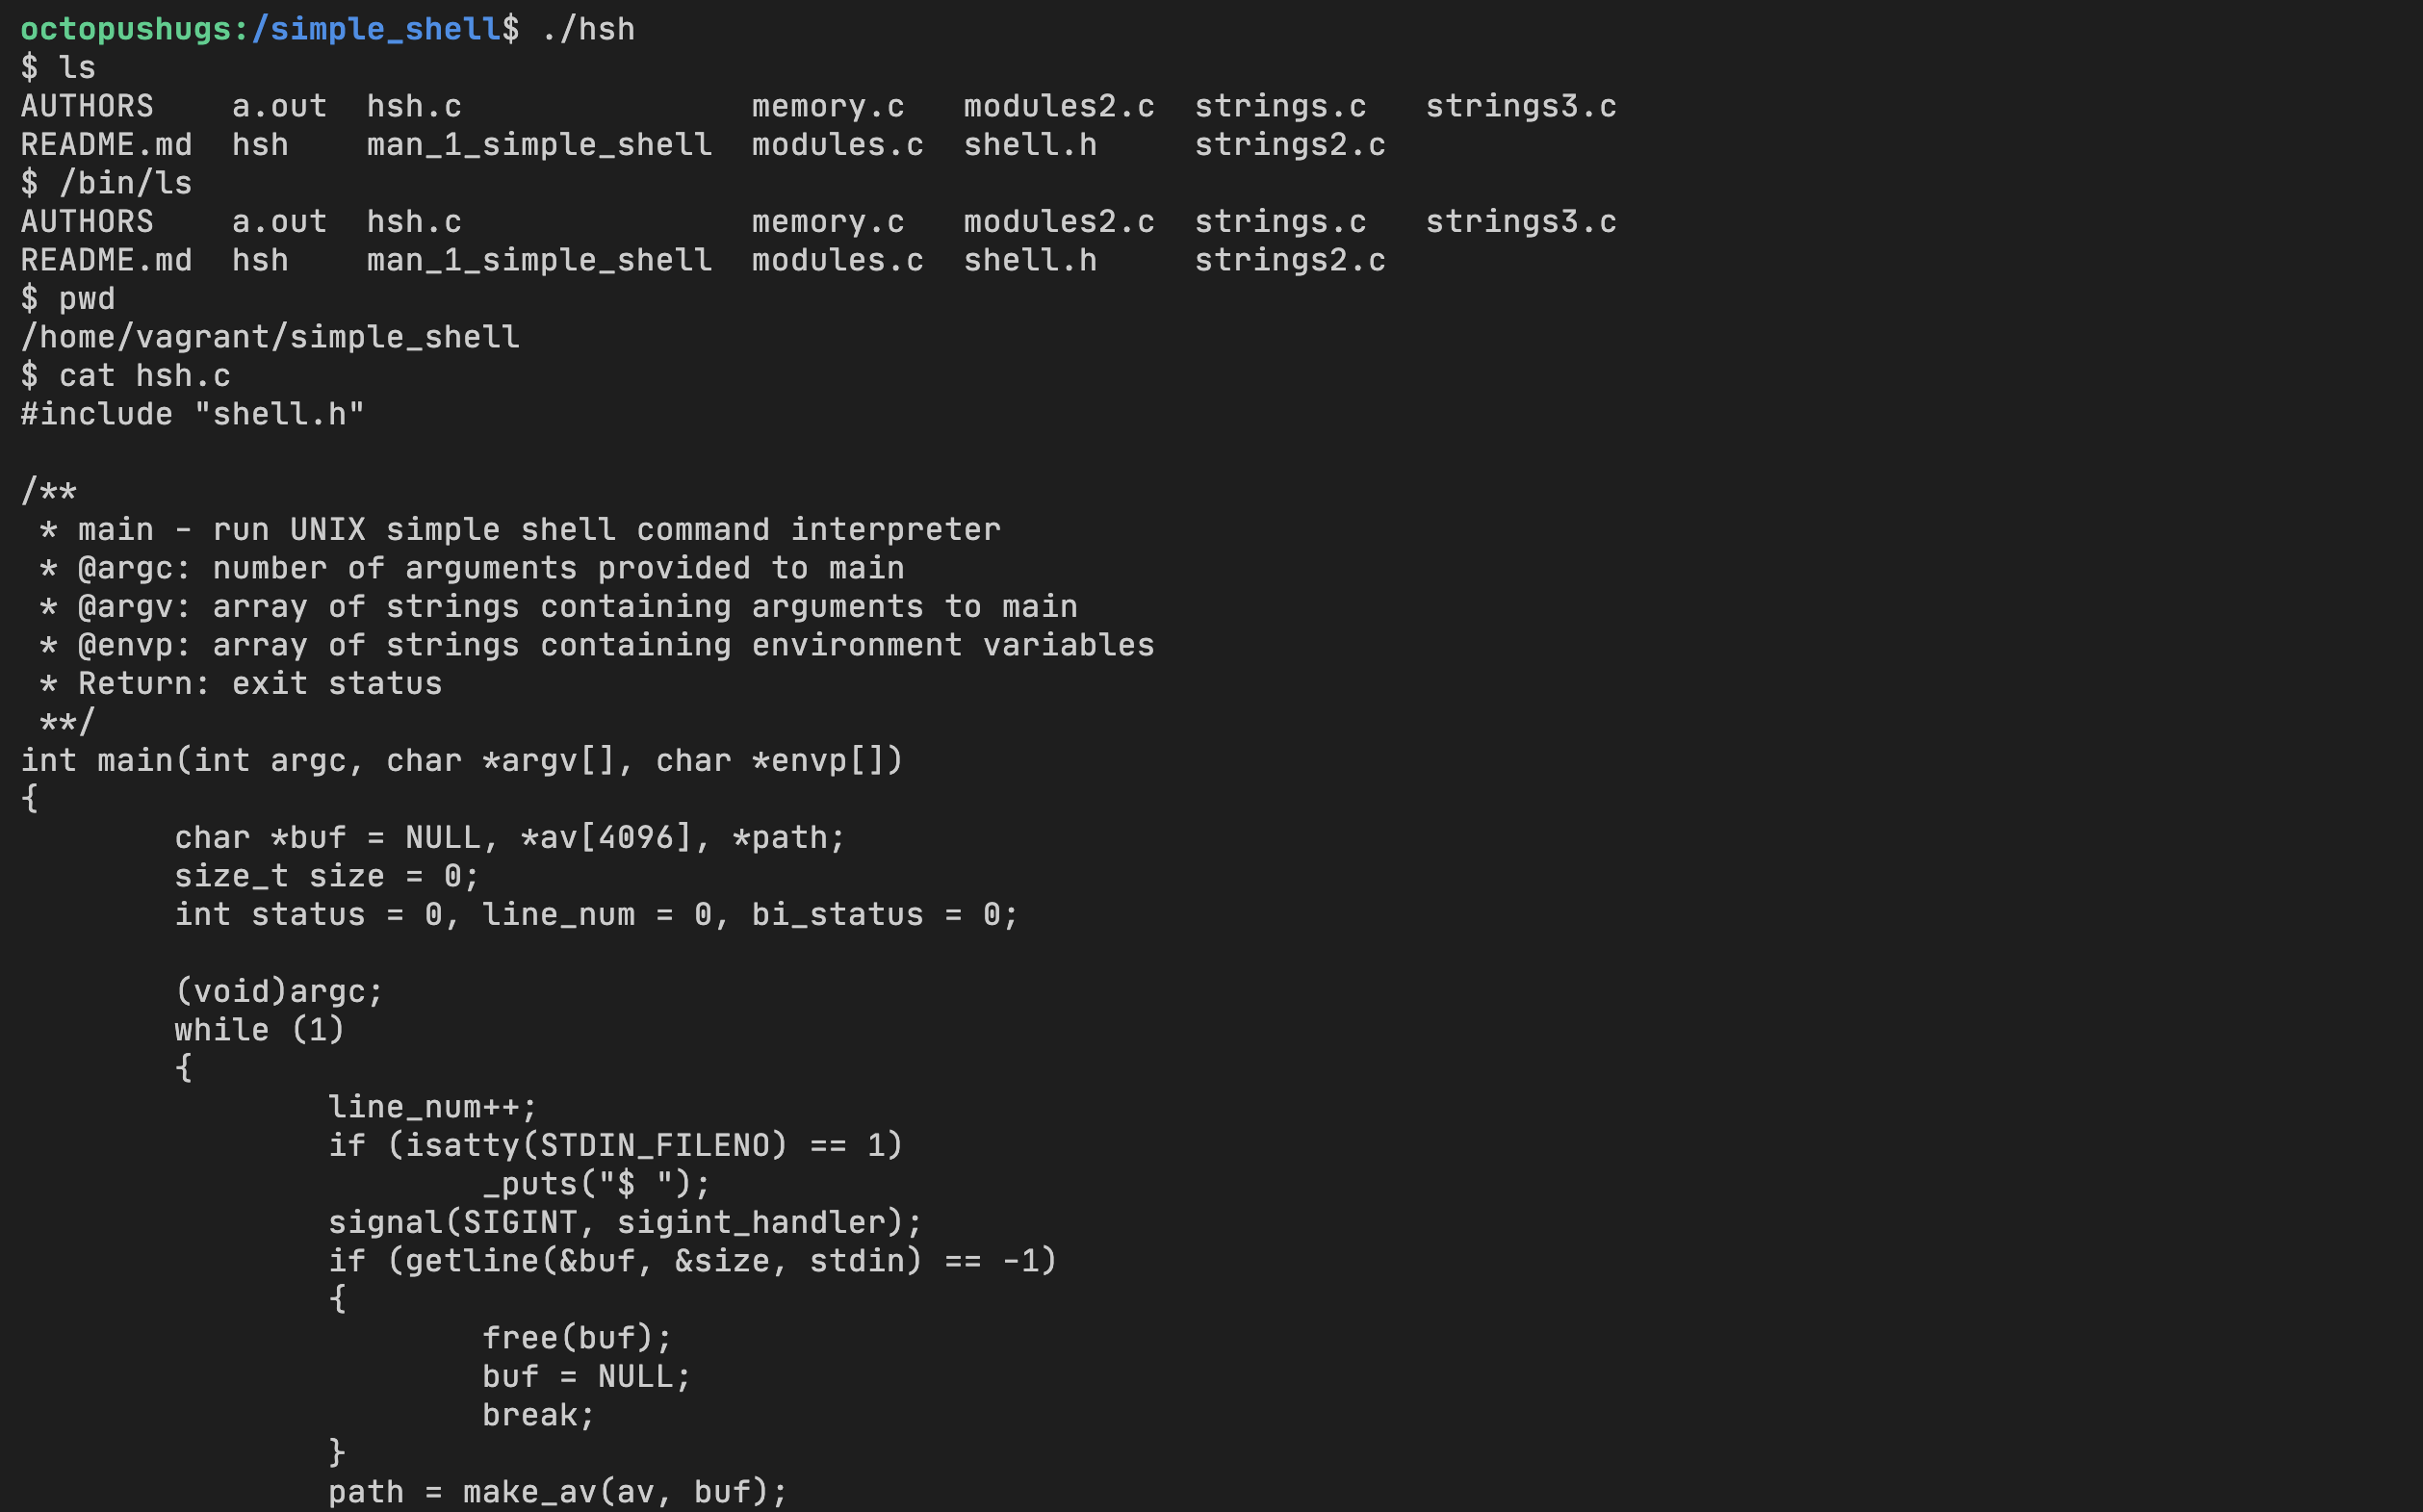 octopushugs:/simple_shell$ ./hsh
$ ls
AUTHORS    a.out  hsh.c               memory.c   modules2.c  strings.c   strings3.c
README.md  hsh    man_1_simple_shell  modules.c  shell.h     strings2.c
$ /bin/ls
AUTHORS    a.out  hsh.c               memory.c   modules2.c  strings.c   strings3.c
README.md  hsh    man_1_simple_shell  modules.c  shell.h     strings2.c
$ pwd
/home/vagrant/simple_shell
$ cat hsh.c
#include "shell.h"

/**
 * main - run UNIX simple shell command interpreter
 * @argc: number of arguments provided to main
 * @argv: array of strings containing arguments to main
 * @envp: array of strings containing environment variables
 * Return: exit status
 **/
int main(int argc, char *argv[], char *envp[])
{
        char *buf = NULL, *av[4096], *path;
        size_t size = 0;
        int status = 0, line_num = 0, bi_status = 0;

        (void)argc;
        while (1)
        {
                line_num++;
                if (isatty(STDIN_FILENO) == 1)
                        _puts("$ ");
                signal(SIGINT, sigint_handler);
                if (getline(&buf, &size, stdin) == -1)
                {
                        free(buf);
                        buf = NULL;
                        break;
                }
                path = make_av(av, buf);